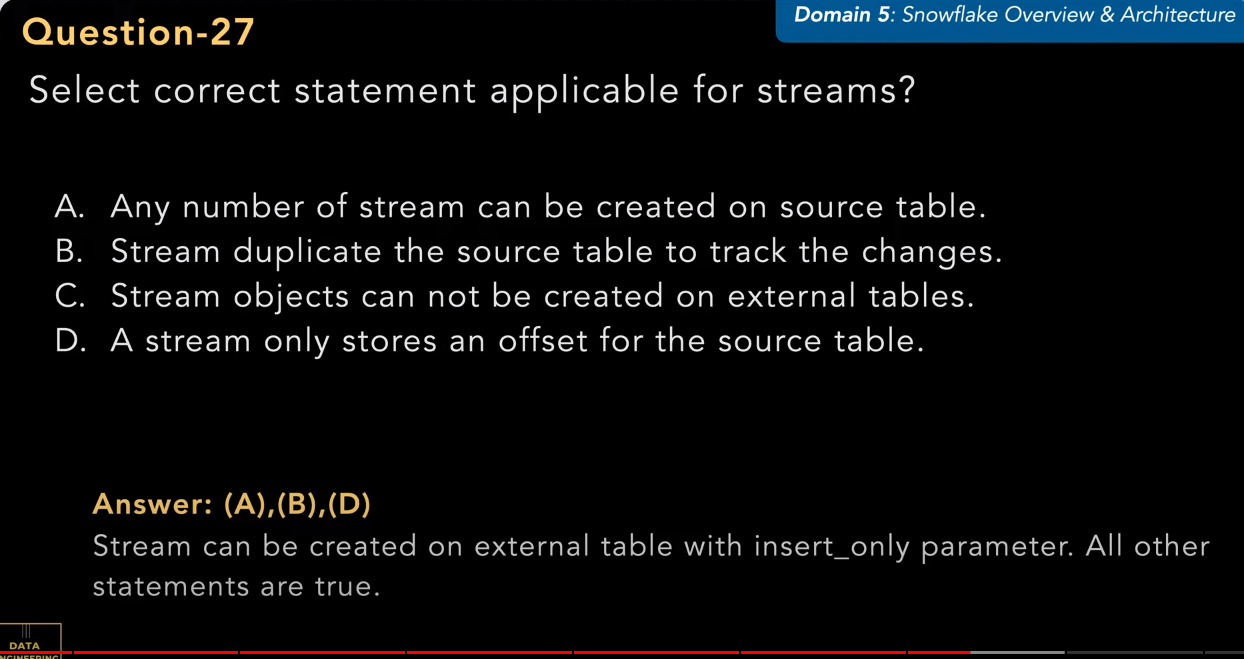 Question-27
Domain 5: Snowflake Overview & Architecture
Select correct statement applicable for streams?
A. Any number of stream can be created on source table.
B. Stream duplicate the source table to track the changes.
C. Stream objects can not be created on external tables.
D. A stream only stores an offset for the source table.
Answer: (A),(B),(D)
Stream can be created on external table with insert_only parameter. All other
statements are true.
DATA